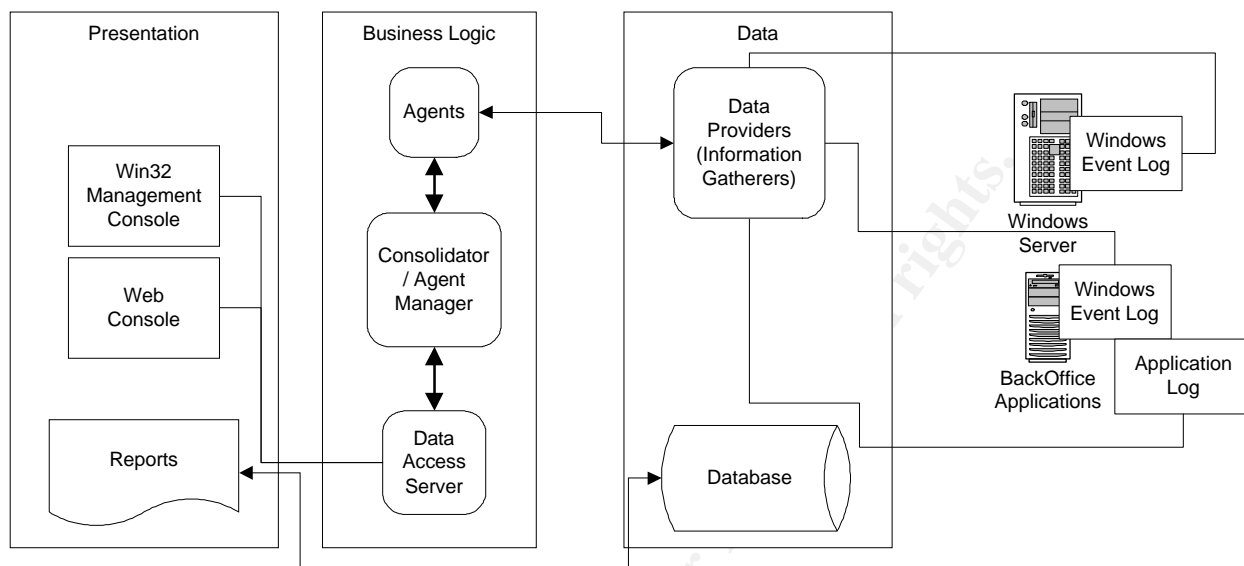 Presentation
Business Logic
Data
Agents
Data
Providers
(Information
Gatherers)
Windows
Event Log
Windows
Server
Win32
Management
Console
Consolidator
/ Agent
Manager
Web
Console
Windows
Event Log
Application
Log
BackOffice
Applications
Reports
Data
Access
Server
Database
rights.